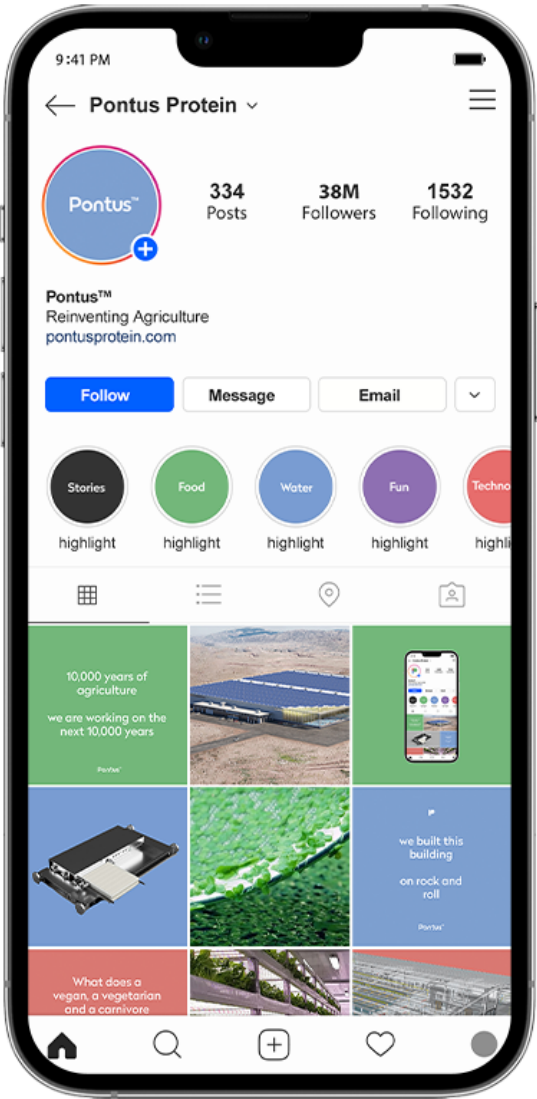 9:41 PM
Pontus Protein
Pontus™
334
38M
1532
Posts
Followers
Following
Pontus™
Reinventing Agriculture
pontusprotein.com
Follow
Message
Email
Stories
Food
Water
Fun
Techno
highlight
highlight
highlight
highlight
highli
10,000 years of
agriculture
we are working on the
next 10,000 years
Pontus™
we built this
building
on rock and
roll
Pontus™
What does a
vegan, a vegetarian
and a carnivore